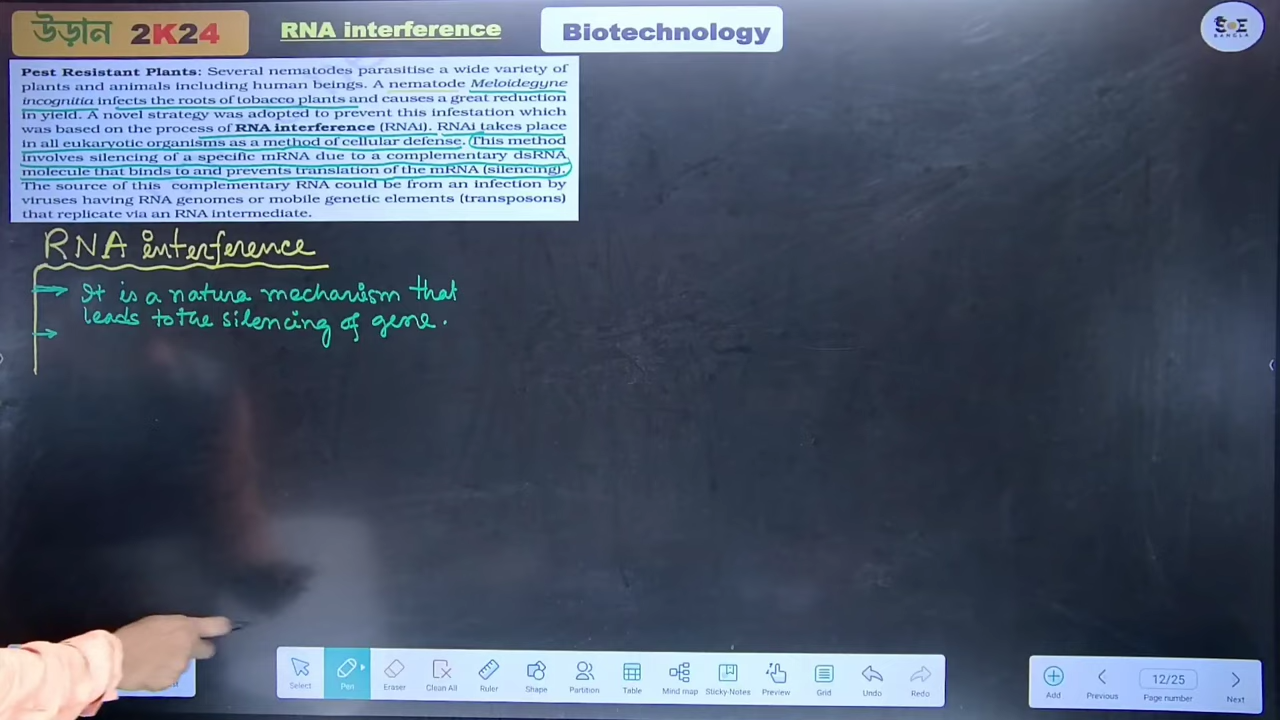 উড়ান 2K24
RNA interference
Biotechnology
SOE
BANGLA
Pest Resistant Plants: Several nematodes parasitise a wide variety of
plants and animals including human beings. A nematode Meloidegyne
incognitia infects the roots of tobacco plants and causes a great reduction
in yield. A novel strategy was adopted to prevent this infestation which
was based on the process of RNA interference (RNAi). RNAi takes place
in all eukaryotic organisms as a method of cellular defense. This method
involves silencing of a specific mRNA due to a complementary dsRNA
molecule that binds to and prevents translation of the mRNA (silencing).
The source of this complementary RNA could be from an infection by
viruses having RNA genomes or mobile genetic elements (transposons)
that replicate via an RNA intermediate.
RNA interference
It is a natura mechanism that
leads to the silencing of gene.
Select Pen Eraser Clean All Ruler Shape Partition Table Mind map Sticky-Notes Preview Grid Undo Redo
Add Previous 12/25 Page number Next